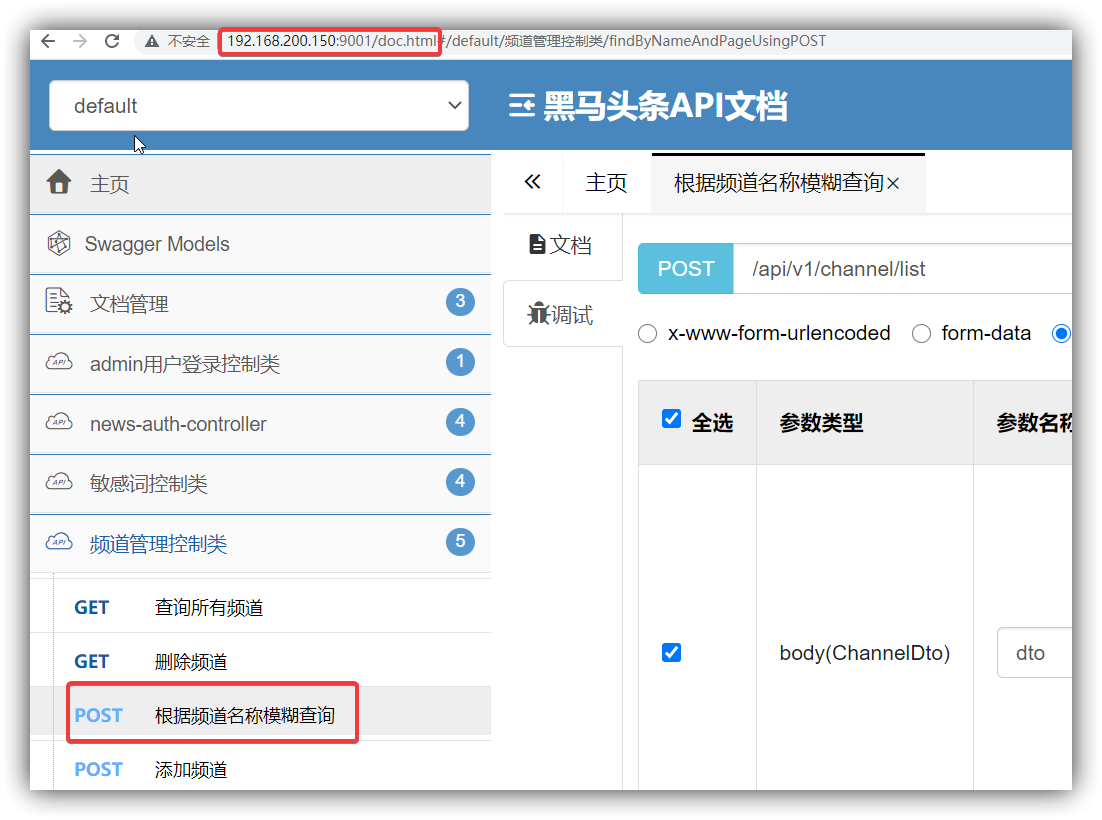 不安全 192.168.200.150:9001/doc.html#/default/频道管理控制类/findByNameAndPageUsingPOST
default
黑马头条API文档
主页
Swagger Models
文档管理 3
API admin用户登录控制类 1
API news-auth-controller 4
API 敏感词控制类 4
API 频道管理控制类 5
GET 查询所有频道
GET 删除频道
POST 根据频道名称模糊查询
POST 添加频道
主页 根据频道名称模糊查询×
文档
调试
POST /api/v1/channel/list
x-www-form-urlencoded form-data
全选 参数类型 参数名称
body(ChannelDto) dto